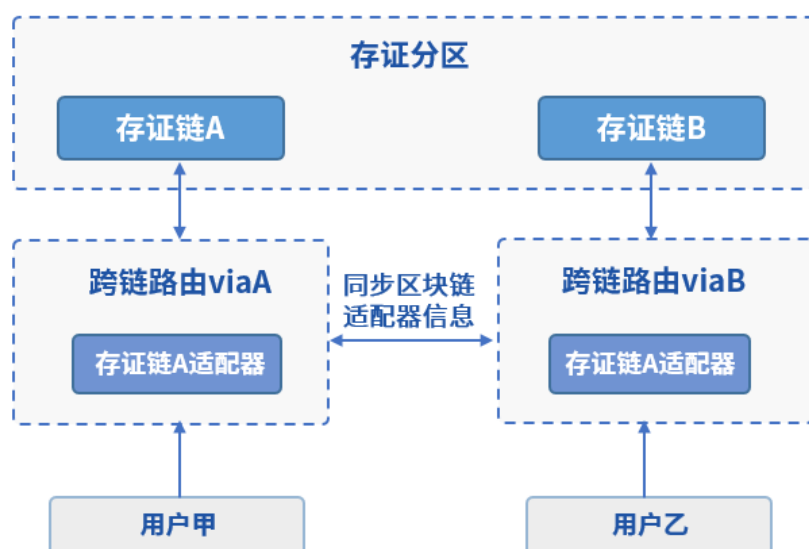 存证分区
存证链A
存证链B
跨链路由viaA
同步区块链
适配器信息
跨链路由viaB
存证链A适配器
存证链A适配器
用户甲
用户乙